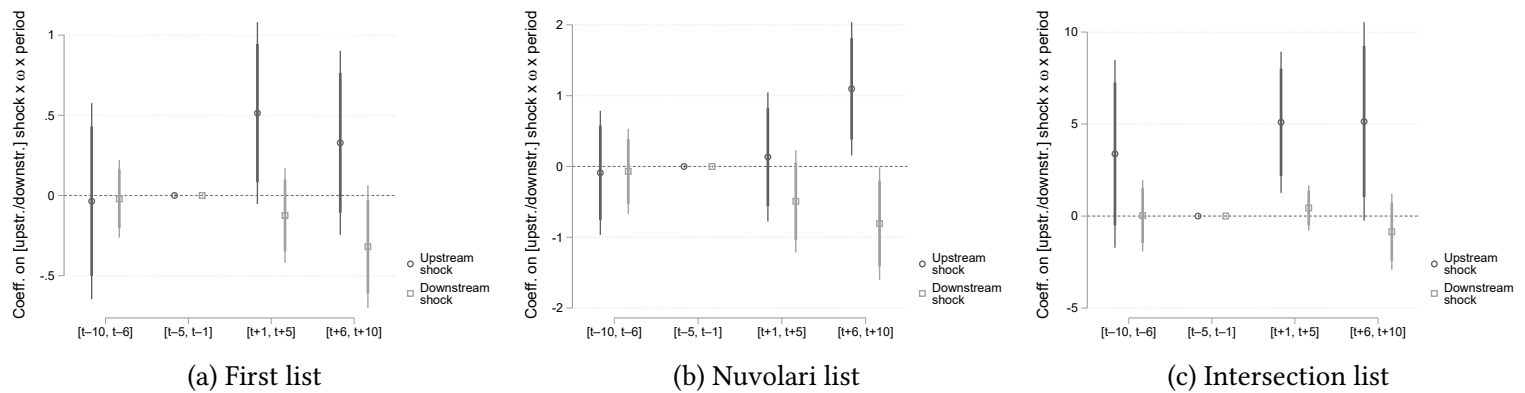 Coeff. on [upstr./downstr.] shock x ω x period
1
.5
0
-.5
[t–10, t–6]
[t–5, t–1]
[t+1, t+5]
[t+6, t+10]
Upstream
shock
Downstream
shock
(a) First list
Coeff. on [upstr./downstr.] shock x ω x period
2
1
0
-1
-2
[t–10, t–6]
[t–5, t–1]
[t+1, t+5]
[t+6, t+10]
Upstream
shock
Downstream
shock
(b) Nuvolari list
Coeff. on [upstr./downstr.] shock x ω x period
10
5
0
-5
[t–10, t–6]
[t–5, t–1]
[t+1, t+5]
[t+6, t+10]
Upstream
shock
Downstream
shock
(c) Intersection list